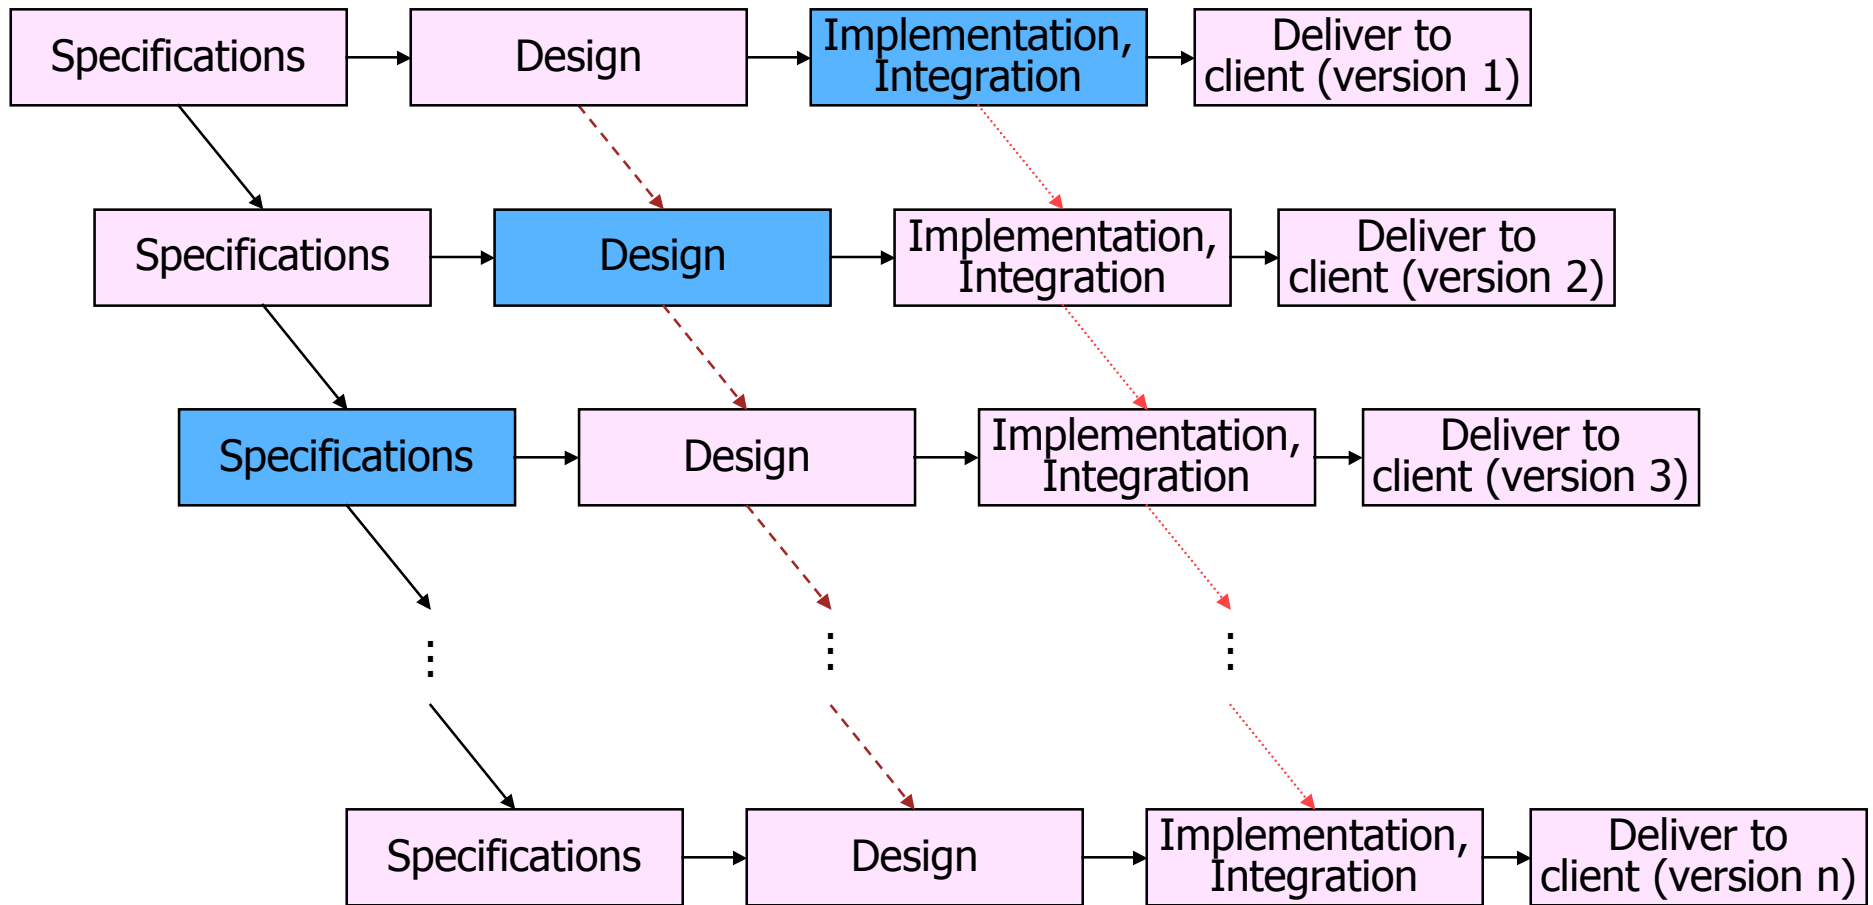 Specifications
Design
Implementation,
Integration
Deliver to
client (version 1)
Specifications
Design
Implementation,
Integration
Deliver to
client (version 2)
Specifications
Design
Implementation,
Integration
Deliver to
client (version 3)
⋮
⋮
⋮
Specifications
Design
Implementation,
Integration
Deliver to
client (version n)